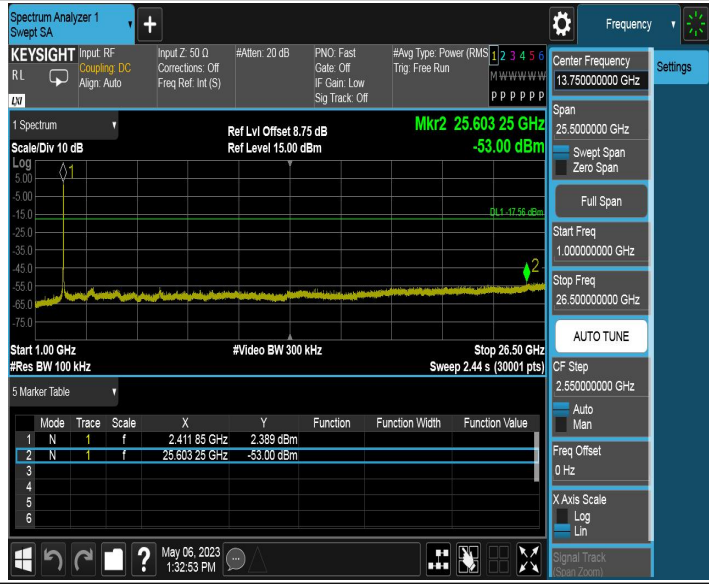 Spectrum Analyzer 1
Swept SA
Frequency
KEYSIGHT
Input: RF
Input Z: 50 Ω
#Atten: 20 dB
PNO: Fast
#Avg Type: Power (RMS
1 2 3 4 5 6
RL
Coupling: DC
Corrections: Off
Gate: Off
Trig: Free Run
M W W W W W
Align: Auto
Freq Ref: Int (S)
IF Gain: Low
Sig Track: Off
P P P P P P
LXI
Center Frequency
13.750000000 GHz
Settings
Span
25.5000000 GHz
Swept Span
Zero Span
Full Span
Start Freq
1.000000000 GHz
Stop Freq
26.500000000 GHz
AUTO TUNE
CF Step
2.550000000 GHz
Auto
Man
Freq Offset
0 Hz
X Axis Scale
Log
Lin
Signal Track
(Span Zoom)
1 Spectrum
Scale/Div 10 dB
Ref Lvl Offset 8.75 dB
Ref Level 15.00 dBm
Mkr2 25.603 25 GHz
-53.00 dBm
Log
5.00
-5.00
-15.0
-25.0
-35.0
-45.0
-55.0
-65.0
-75.0
1
DL1 -17.56 dBm
2
Start 1.00 GHz
#Video BW 300 kHz
Stop 26.50 GHz
#Res BW 100 kHz
Sweep 2.44 s (30001 pts)
5 Marker Table
Mode Trace Scale X Y Function Function Width Function Value
1 N 1 f 2.411 85 GHz 2.389 dBm
2 N 1 f 25.603 25 GHz -53.00 dBm
3
4
5
6
?
May 06, 2023
1:32:53 PM